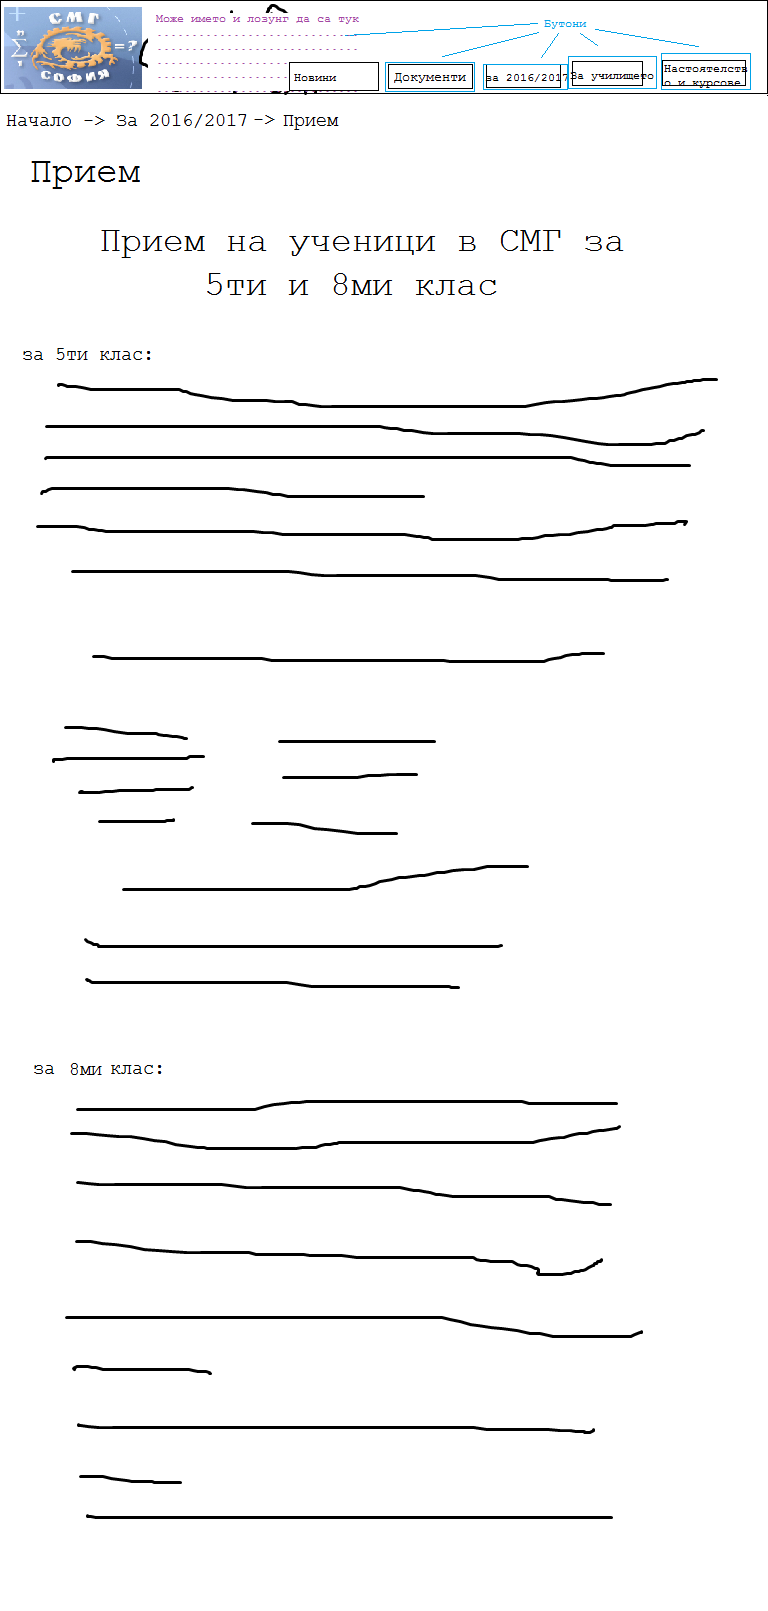 СМГ
=?
СОФИЯ
Може името и лозунг да са тук
Бутони
Новини
Документи
за 2016/2017
За училището
Настоятелств
о и курсове
Начало -> За 2016/2017 -> Прием
Прием
Прием на ученици в СМГ за
5ти и 8ми клас
за 5ти клас:
за 8ми клас: